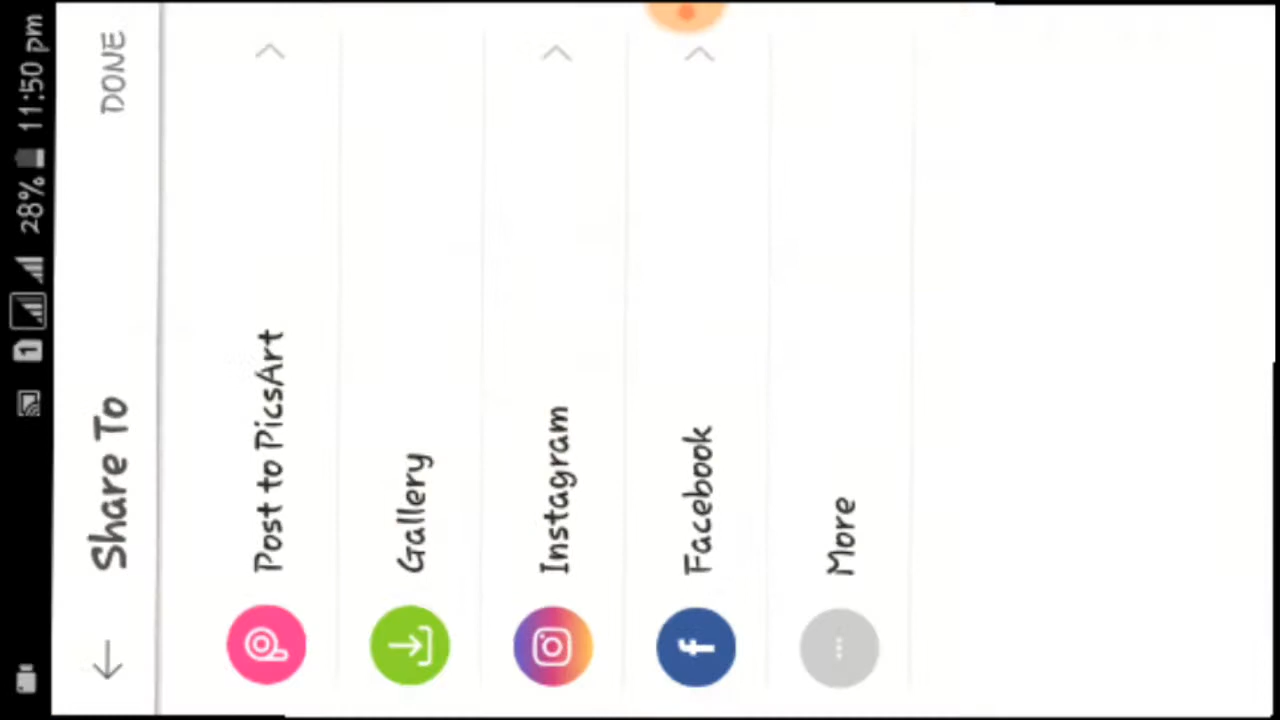 28% 11:50 pm
Share To
DONE
Post to PicsArt
Gallery
Instagram
Facebook
More